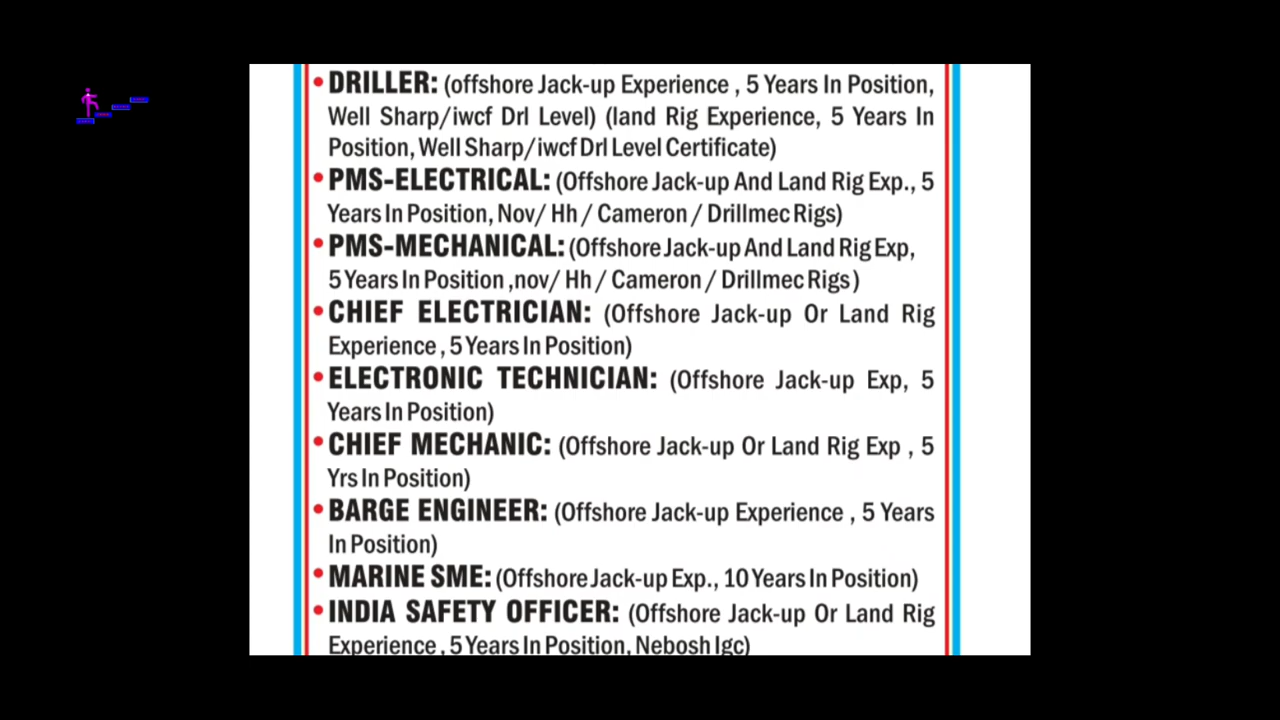 • DRILLER: (offshore Jack-up Experience , 5 Years In Position,
Well Sharp/iwcf Drl Level) (land Rig Experience, 5 Years In
Position, Well Sharp/iwcf Drl Level Certificate)
• PMS-ELECTRICAL: (Offshore Jack-up And Land Rig Exp., 5
Years In Position, Nov/ Hh / Cameron / Drillmec Rigs)
• PMS-MECHANICAL: (Offshore Jack-up And Land Rig Exp,
5 Years In Position ,nov/ Hh / Cameron / Drillmec Rigs )
• CHIEF ELECTRICIAN: (Offshore Jack-up Or Land Rig
Experience , 5 Years In Position)
• ELECTRONIC TECHNICIAN: (Offshore Jack-up Exp, 5
Years In Position)
• CHIEF MECHANIC: (Offshore Jack-up Or Land Rig Exp , 5
Yrs In Position)
• BARGE ENGINEER: (Offshore Jack-up Experience , 5 Years
In Position)
• MARINE SME: (Offshore Jack-up Exp., 10 Years In Position)
• INDIA SAFETY OFFICER: (Offshore Jack-up Or Land Rig
Experience , 5 Years In Position, Nebosh Igc)